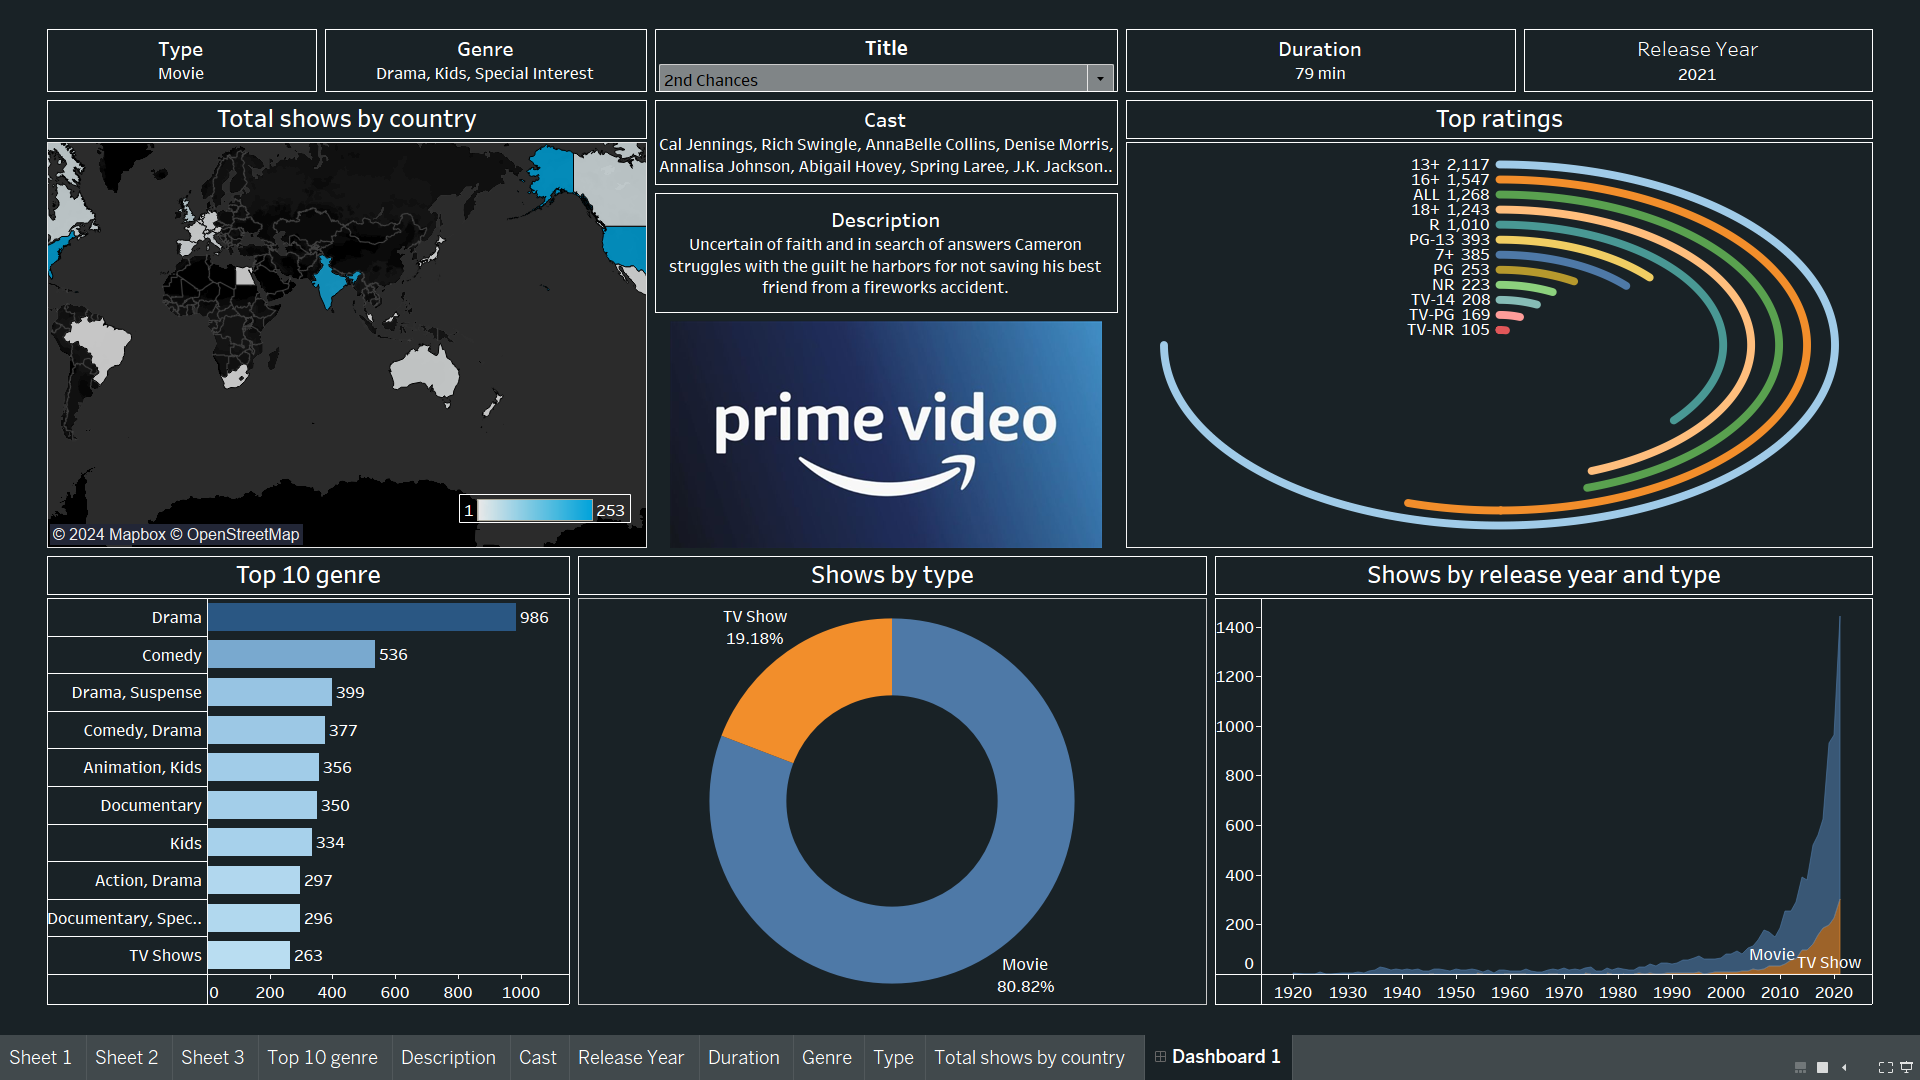 Type
Movie
Genre
Drama, Kids, Special Interest
Title
2nd Chances
Duration
79 min
Release Year
2021
Total shows by country
© 2024 Mapbox © OpenStreetMap
1 253
Cast
Cal Jennings, Rich Swingle, AnnaBelle Collins, Denise Morris,
Annalisa Johnson, Abigail Hovey, Spring Laree, J.K. Jackson..
Description
Uncertain of faith and in search of answers Cameron
struggles with the guilt he harbors for not saving his best
friend from a fireworks accident.
prime video
Top ratings
13+ 2,117
16+ 1,547
ALL 1,268
18+ 1,243
R 1,010
PG-13 393
7+ 385
PG 253
NR 223
TV-14 208
TV-PG 169
TV-NR 105
Top 10 genre
Drama 986
Comedy 536
Drama, Suspense 399
Comedy, Drama 377
Animation, Kids 356
Documentary 350
Kids 334
Action, Drama 297
Documentary, Spec.. 296
TV Shows 263
0 200 400 600 800 1000
Shows by type
TV Show
19.18%
Movie
80.82%
Shows by release year and type
1400
1200
1000
800
600
400
200
0
Movie
TV Show
1920 1930 1940 1950 1960 1970 1980 1990 2000 2010 2020
Sheet 1 Sheet 2 Sheet 3 Top 10 genre Description Cast Release Year Duration Genre Type Total shows by country Dashboard 1